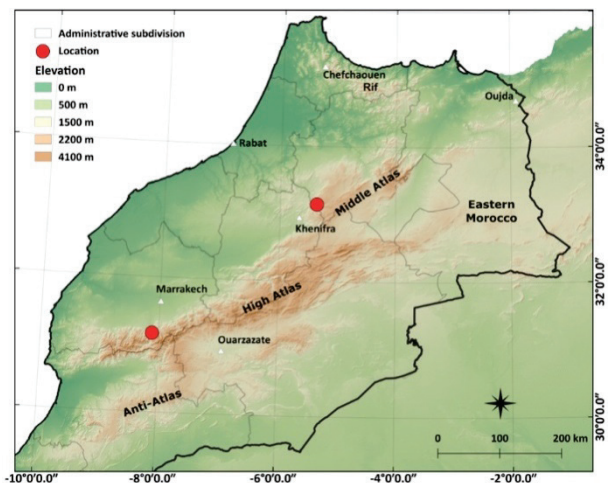 Administrative subdivision
Location
Elevation
0 m
500 m
1500 m
2200 m
4100 m
Chefchaouen
Rif
Oujda
Rabat
34°0'0.0"
Middle Atlas
Eastern
Morocco
Khenifra
Marrakech
High Atlas
32°0'0.0"
Ouarzazate
Anti-Atlas
30°0'0.0"
0 100 200 km
-10°0'0.0" -8°0'0.0" -6°0'0.0" -4°0'0.0" -2°0'0.0"